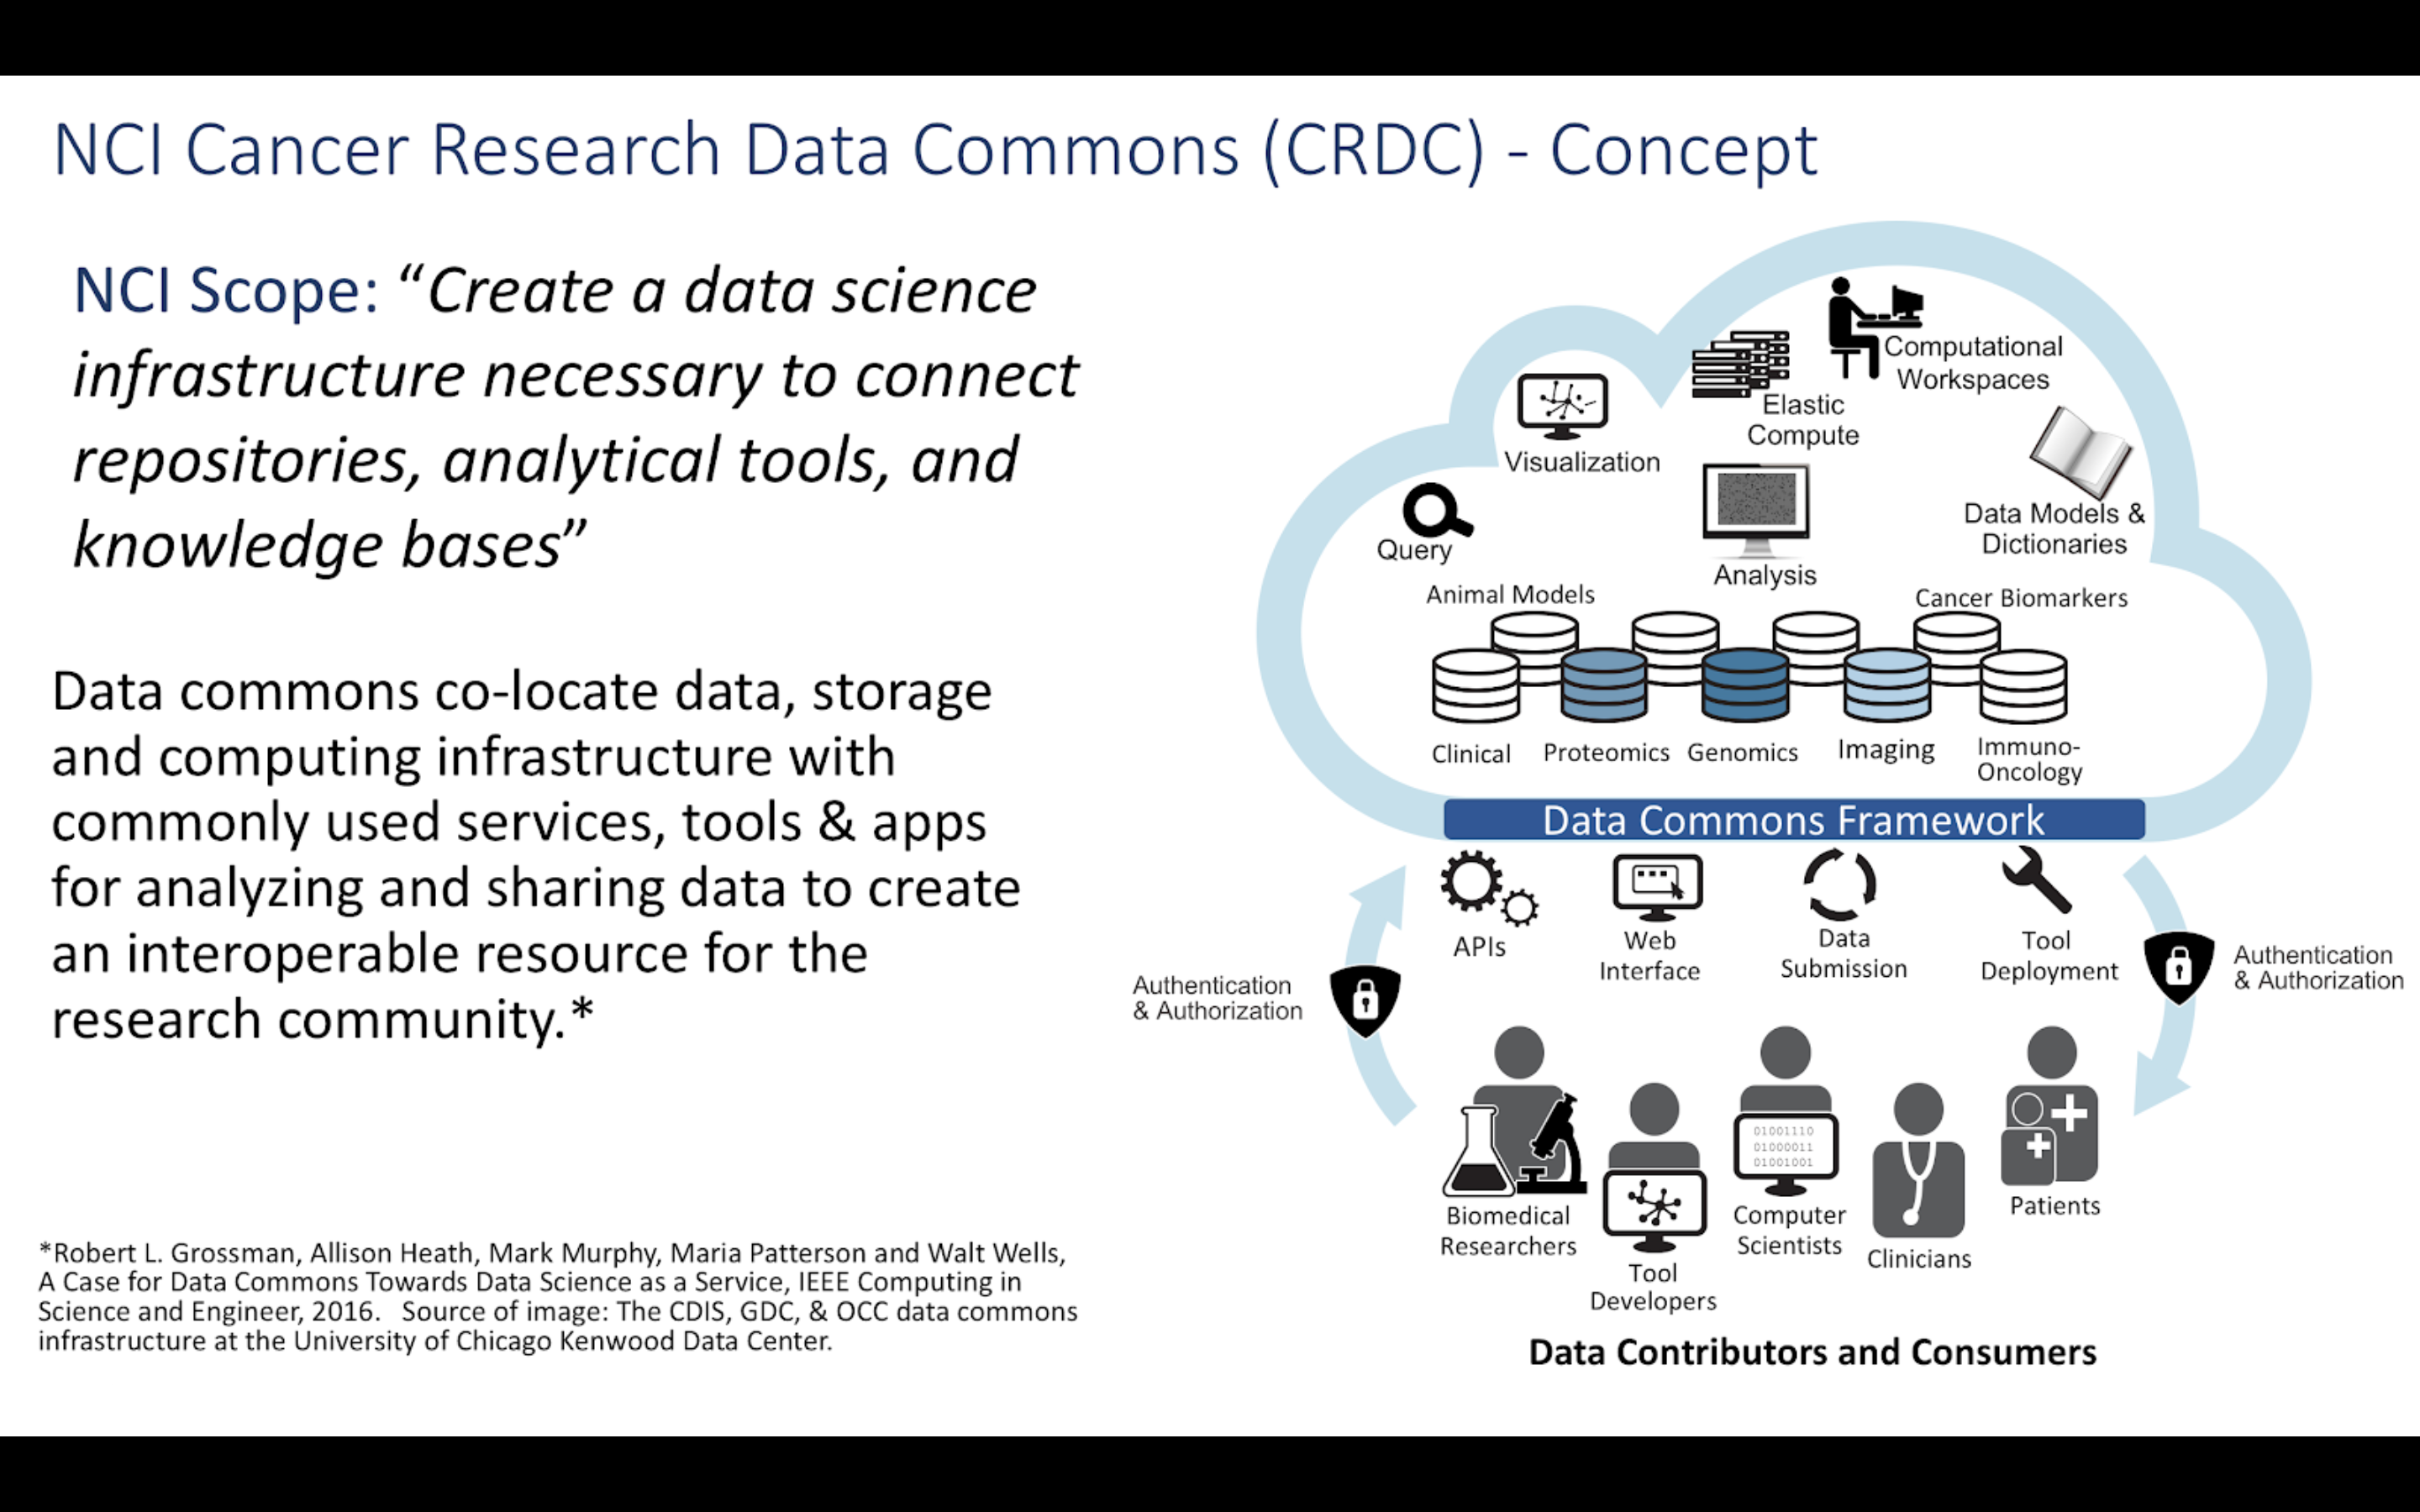 NCI Cancer Research Data Commons (CRDC) - Concept
NCI Scope: “Create a data science
infrastructure necessary to connect
repositories, analytical tools, and
knowledge bases”
Data commons co-locate data, storage
and computing infrastructure with
commonly used services, tools & apps
for analyzing and sharing data to create
an interoperable resource for the
research community.*
*Robert L. Grossman, Allison Heath, Mark Murphy, Maria Patterson and Walt Wells,
A Case for Data Commons Towards Data Science as a Service, IEEE Computing in
Science and Engineer, 2016. Source of image: The CDIS, GDC, & OCC data commons
infrastructure at the University of Chicago Kenwood Data Center.
Computational
Workspaces
Elastic
Compute
Visualization
Data Models &
Dictionaries
Query
Analysis
Animal Models
Cancer Biomarkers
Clinical
Proteomics
Genomics
Imaging
Immuno-
Oncology
Data Commons Framework
APIs
Web
Interface
Data
Submission
Tool
Deployment
Authentication
& Authorization
Authentication
& Authorization
01001110
01000011
01001001
Biomedical
Researchers
Tool
Developers
Computer
Scientists
Clinicians
Patients
Data Contributors and Consumers